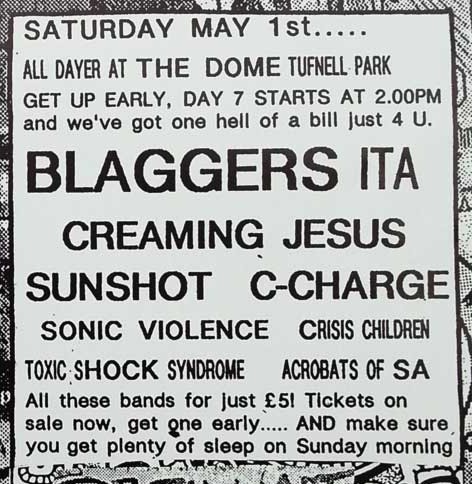 SATURDAY MAY 1st.....
ALL DAYER AT THE DOME TUFNELL PARK
GET UP EARLY, DAY 7 STARTS AT 2.00PM
and we've got one hell of a bill just 4 U.
BLAGGERS ITA
CREAMING JESUS
SUNSHOT C-CHARGE
SONIC VIOLENCE CRISIS CHILDREN
TOXIC SHOCK SYNDROME ACROBATS OF SA
All these bands for just £5! Tickets on
sale now, get one early..... AND make sure
you get plenty of sleep on Sunday morning